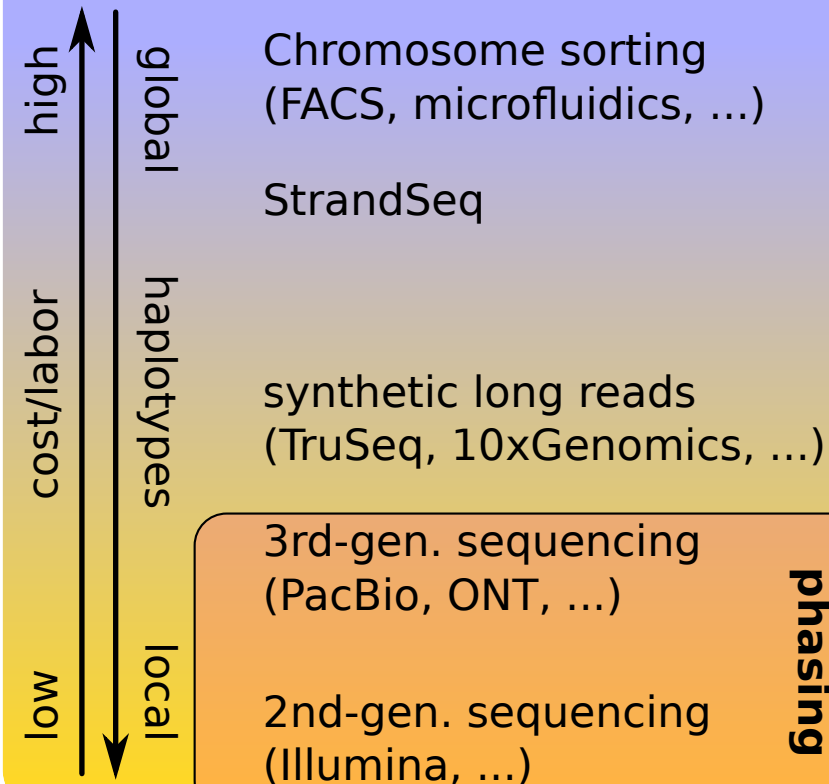 high
cost/labor
low
global
haplotypes
local
Chromosome sorting
(FACS, microfluidics, ...)
StrandSeq
synthetic long reads
(TruSeq, 10xGenomics, ...)
3rd-gen. sequencing
(PacBio, ONT, ...)
2nd-gen. sequencing
(Illumina, ...)
phasing